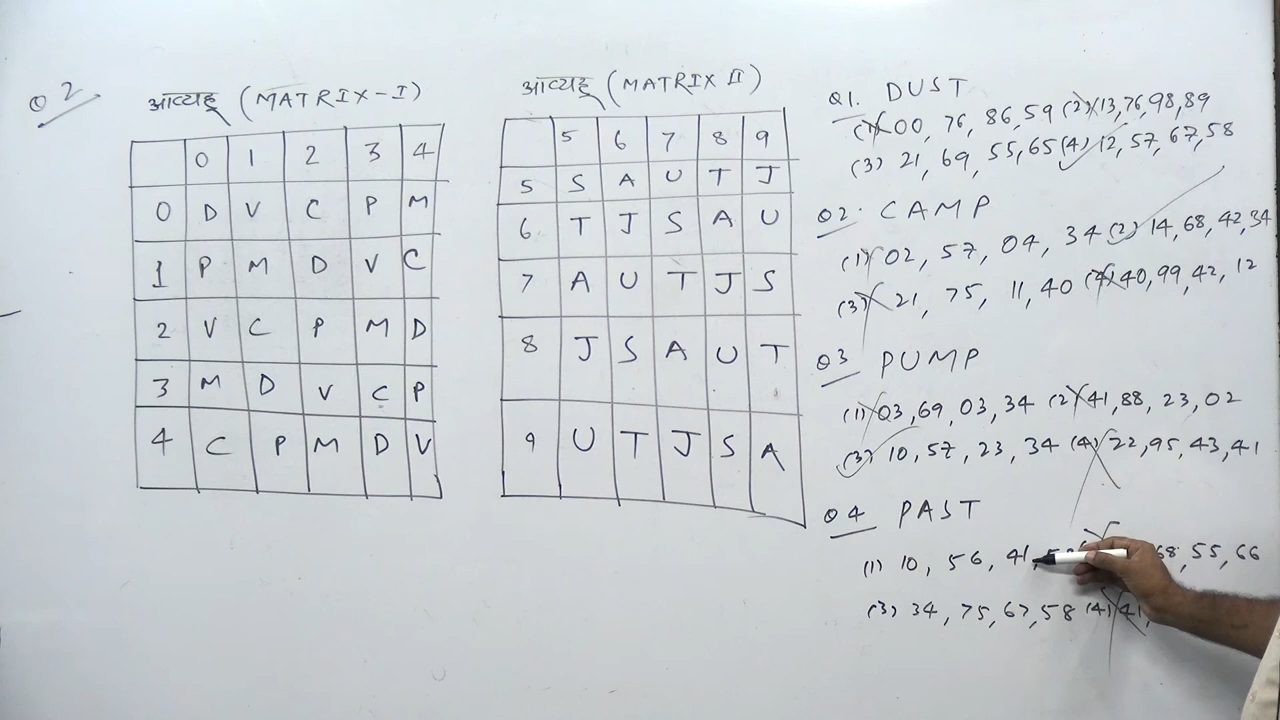 Q 2
आव्यूह (MATRIX-I)
0 1 2 3 4
0 D V C P M
1 P M D V C
2 V C P M D
3 M D V C P
4 C P M D V
आव्यूह (MATRIX II)
5 6 7 8 9
5 S A U T J
6 T J S A U
7 A U T J S
8 J S A U T
9 U T J S A
Q1. DUST
(1) 00, 76, 86, 59 (2) 13, 76, 98, 89
(3) 21, 69, 55, 65 (4) 12, 57, 67, 58
Q2. CAMP
(1) 02, 57, 04, 34 (2) 14, 68, 42, 34
(3) 21, 75, 11, 40 (4) 40, 99, 42, 12
Q3 PUMP
(1) 03, 69, 03, 34 (2) 41, 88, 23, 02
(3) 10, 57, 23, 34 (4) 22, 95, 43, 41
Q4 PAST
(1) 10, 56, 41, 68, 55, 66
(3) 34, 75, 67, 58 (4) 41,